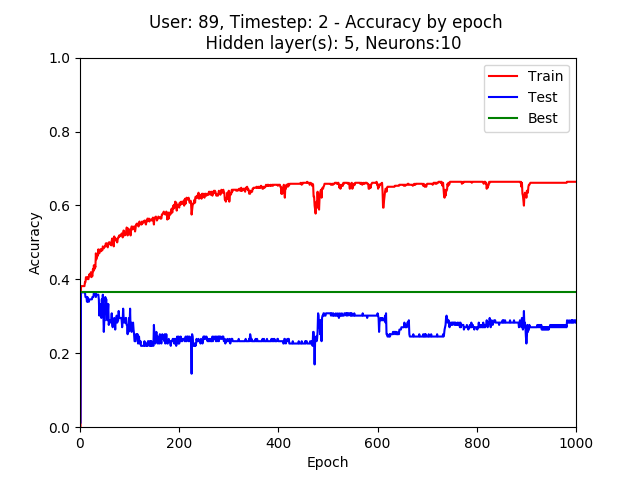 User: 89, Timestep: 2 - Accuracy by epoch
Hidden layer(s): 5, Neurons:10
Train
Test
Best
1.0
0.8
0.6
0.4
0.2
0.0
Accuracy
0 200 400 600 800 1000
Epoch